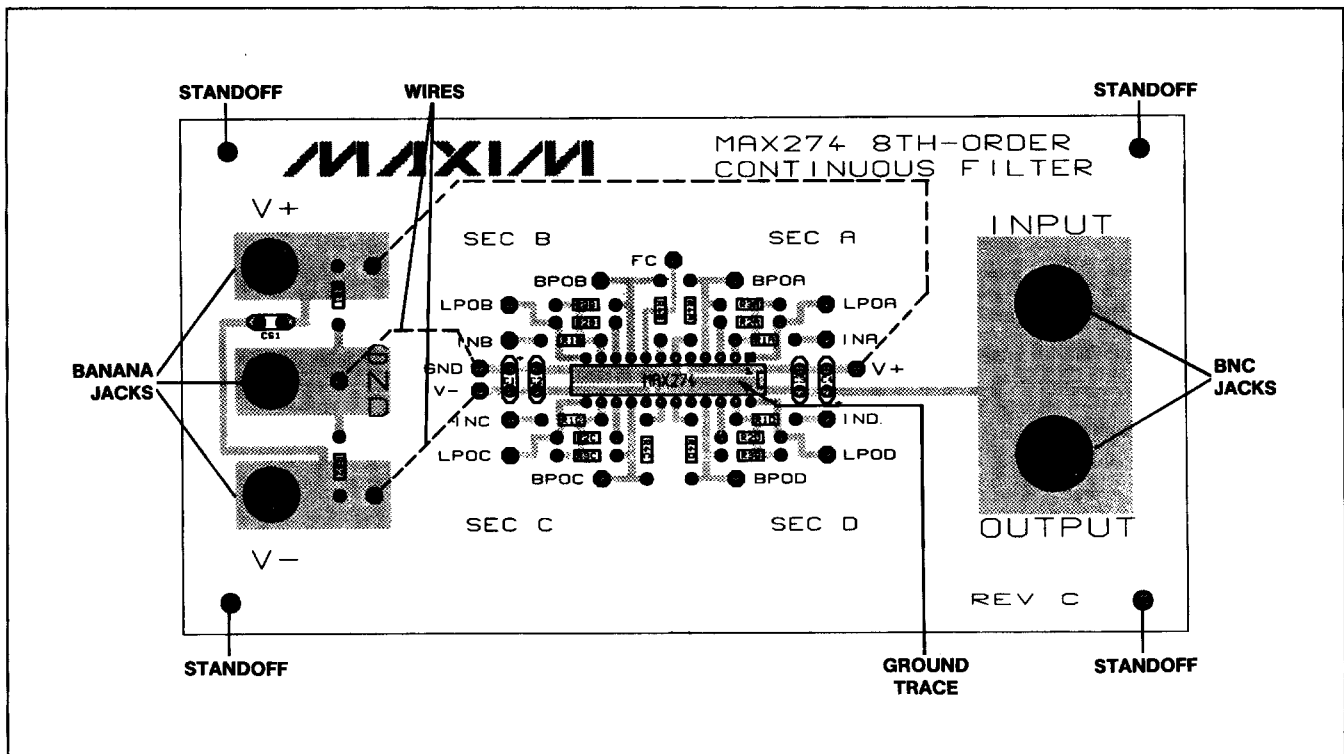 STANDOFF
WIRES
STANDOFF
MAXIM
MAX274 8TH-ORDER
CONTINUOUS FILTER
V+
INPUT
SEC B
SEC A
FC
BPOB
BPOA
LPOB
LPOA
INB
INA
GND
V+
V-
MAX274
BANANA
JACKS
GND
BNC
JACKS
INC
IND.
LPOC
LPOD
BPOC
BPOD
SEC C
SEC D
OUTPUT
V-
REV C
STANDOFF
GROUND
TRACE
STANDOFF